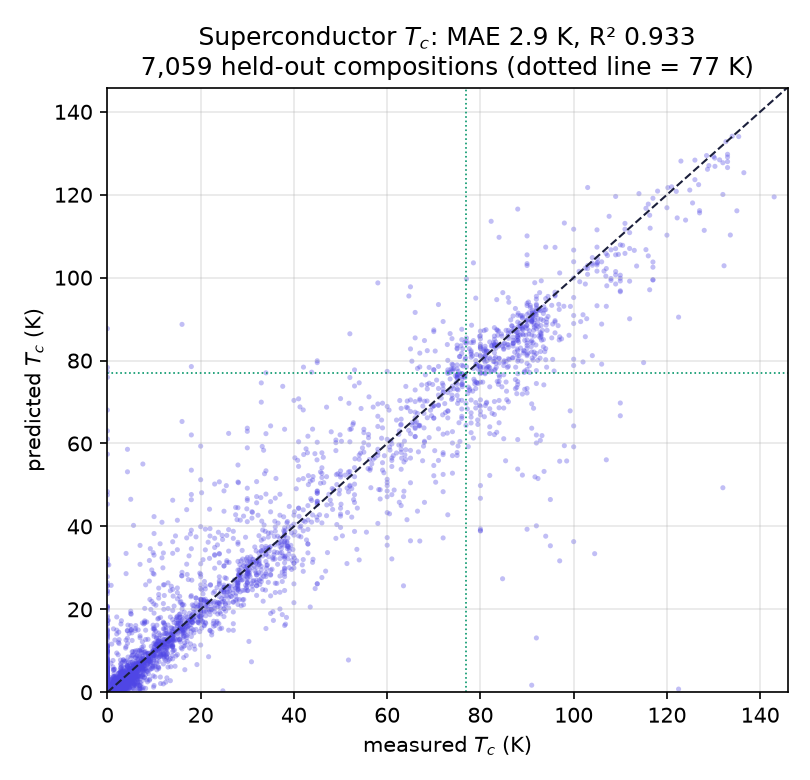 Superconductor T_c: MAE 2.9 K, R² 0.933
7,059 held-out compositions (dotted line = 77 K)
140
120
100
80
60
40
20
0
predicted T_c (K)
0 20 40 60 80 100 120 140
measured T_c (K)